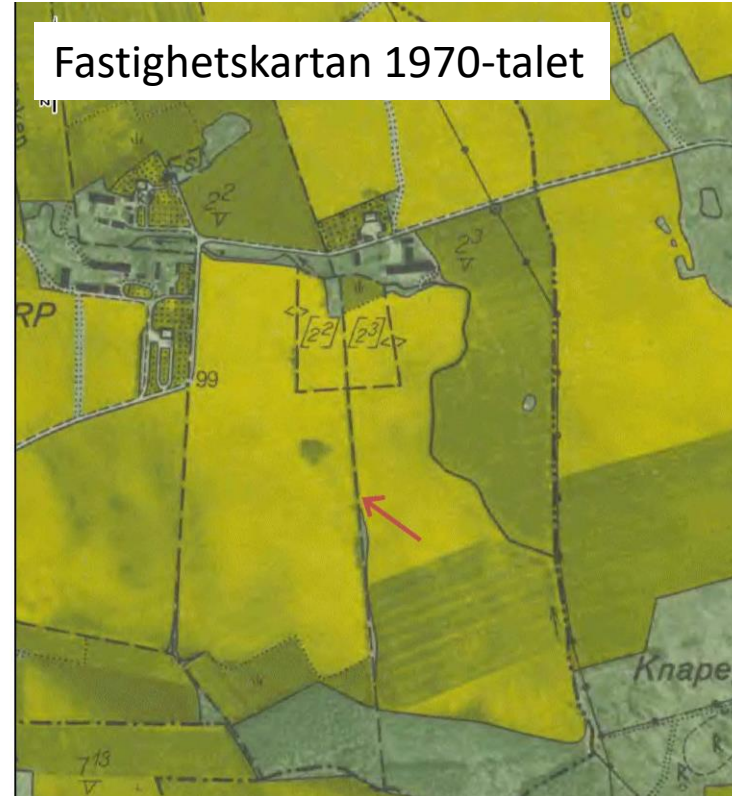 Fastighetskartan 1970-talet
2²
V
2³
V
RP
[2²] [2³]
99
Knape
R
R
7¹³
V